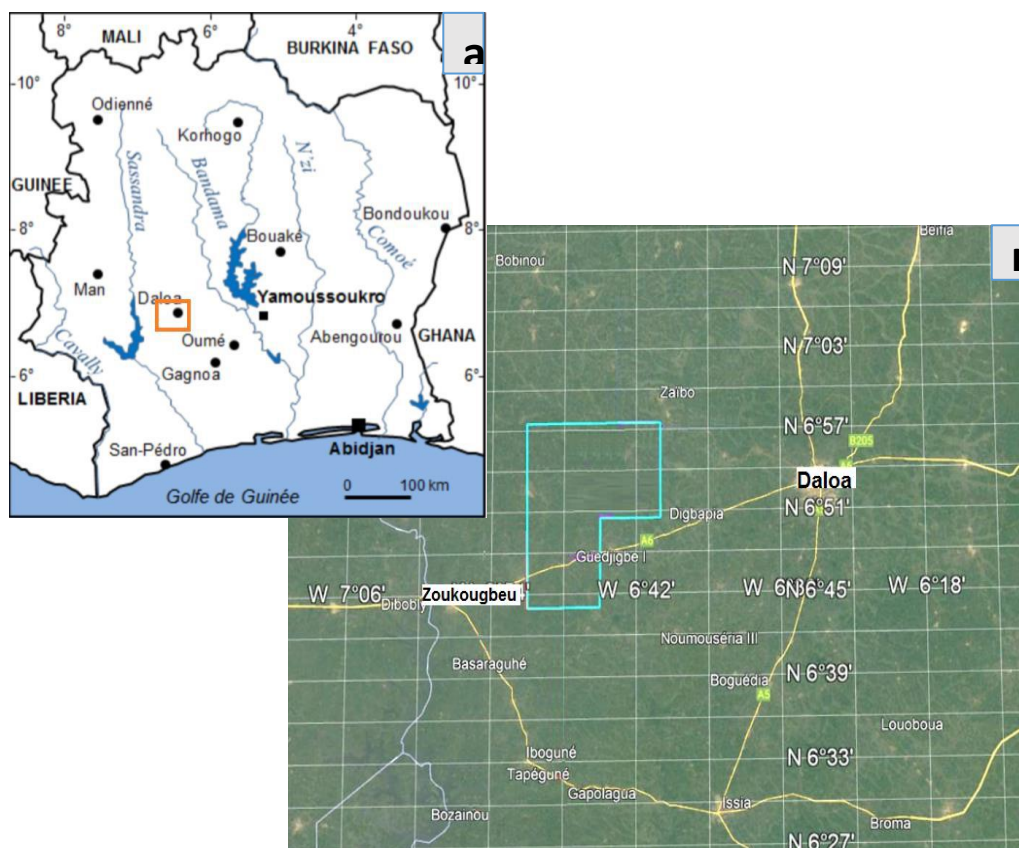 8°
6°
4°
MALI
BURKINA FASO
a
10°
10°
Odienné
Korhogo
Sassandra
Bandama
N'zi
Comoé
GUINEE
Bondoukou
8°
8°
Bouaké
Man
Daloa
Yamoussoukro
Oumé
Abengourou
GHANA
Cavally
Gagnoa
6°
6°
LIBERIA
San-Pédro
Abidjan
Golfe de Guinée
0 100 km
Beifia
Bobinou
N 7°09'
N 7°03'
Zaïbo
N 6°57'
B205
A6
Daloa
N 6°51'
Digbapia
A6
Guedjigbé I
W 7°06'
Zoukougbeu
W 6°42'
N 6°45'
W 6°18'
Dibobly
Noumouséria III
Basaraguhé
Boguédia
N 6°39'
A5
Louoboua
Iboguné
N 6°33'
Tapéguné
Gapolagua
Issia
Bozainou
Broma
N 6°27'